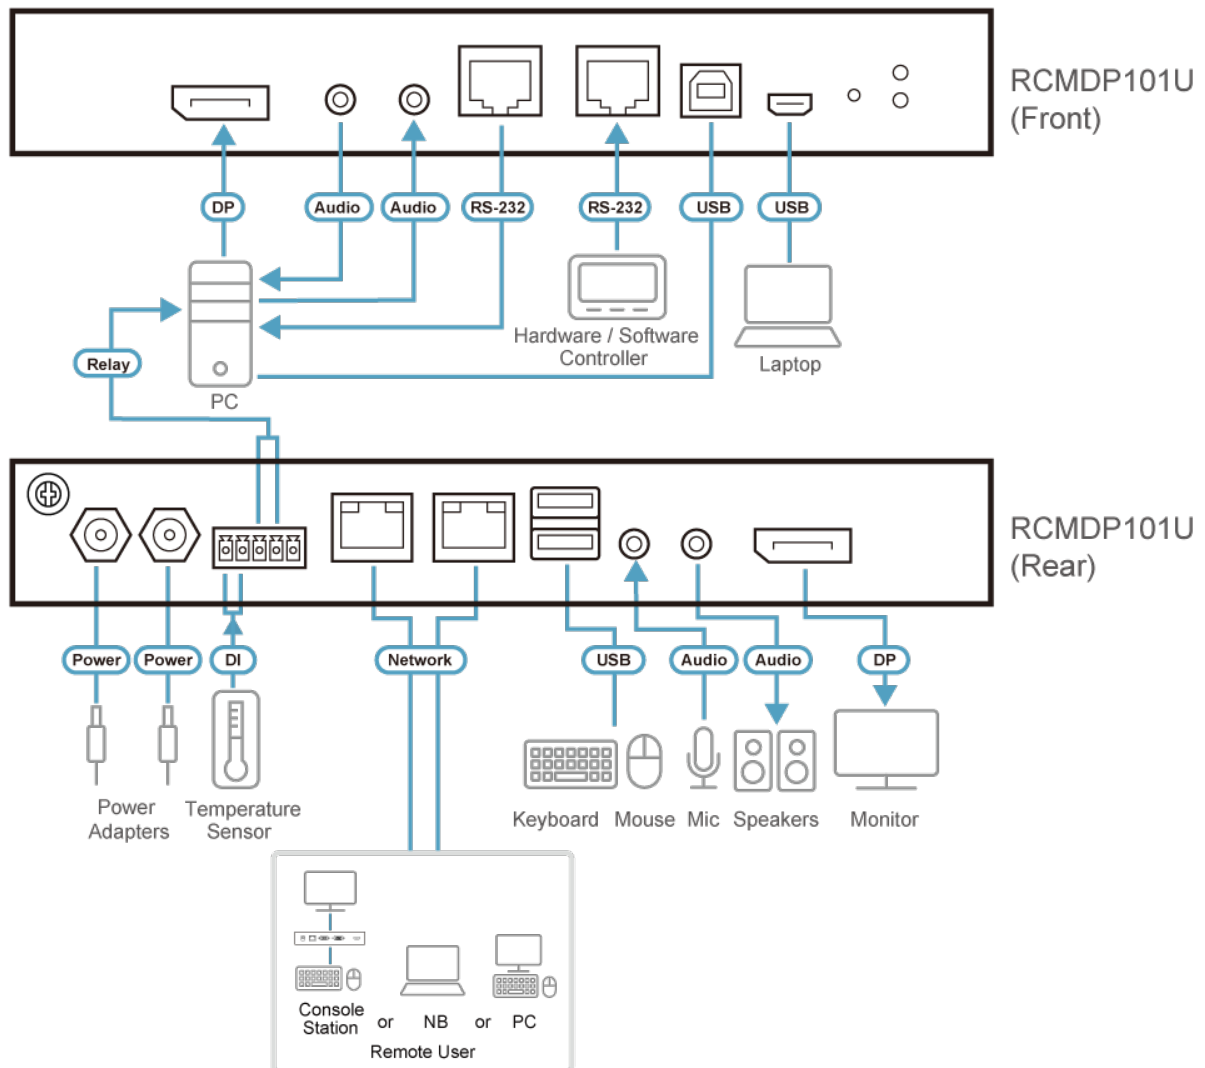 RCMDP101U
(Front)
DP
Audio
Audio
RS-232
RS-232
USB
USB
Hardware / Software
Controller
Laptop
Relay
PC
RCMDP101U
(Rear)
Power
Power
DI
Network
USB
Audio
Audio
DP
Power
Adapters
Temperature
Sensor
Keyboard
Mouse
Mic
Speakers
Monitor
Console
Station
or
NB
or
PC
Remote User